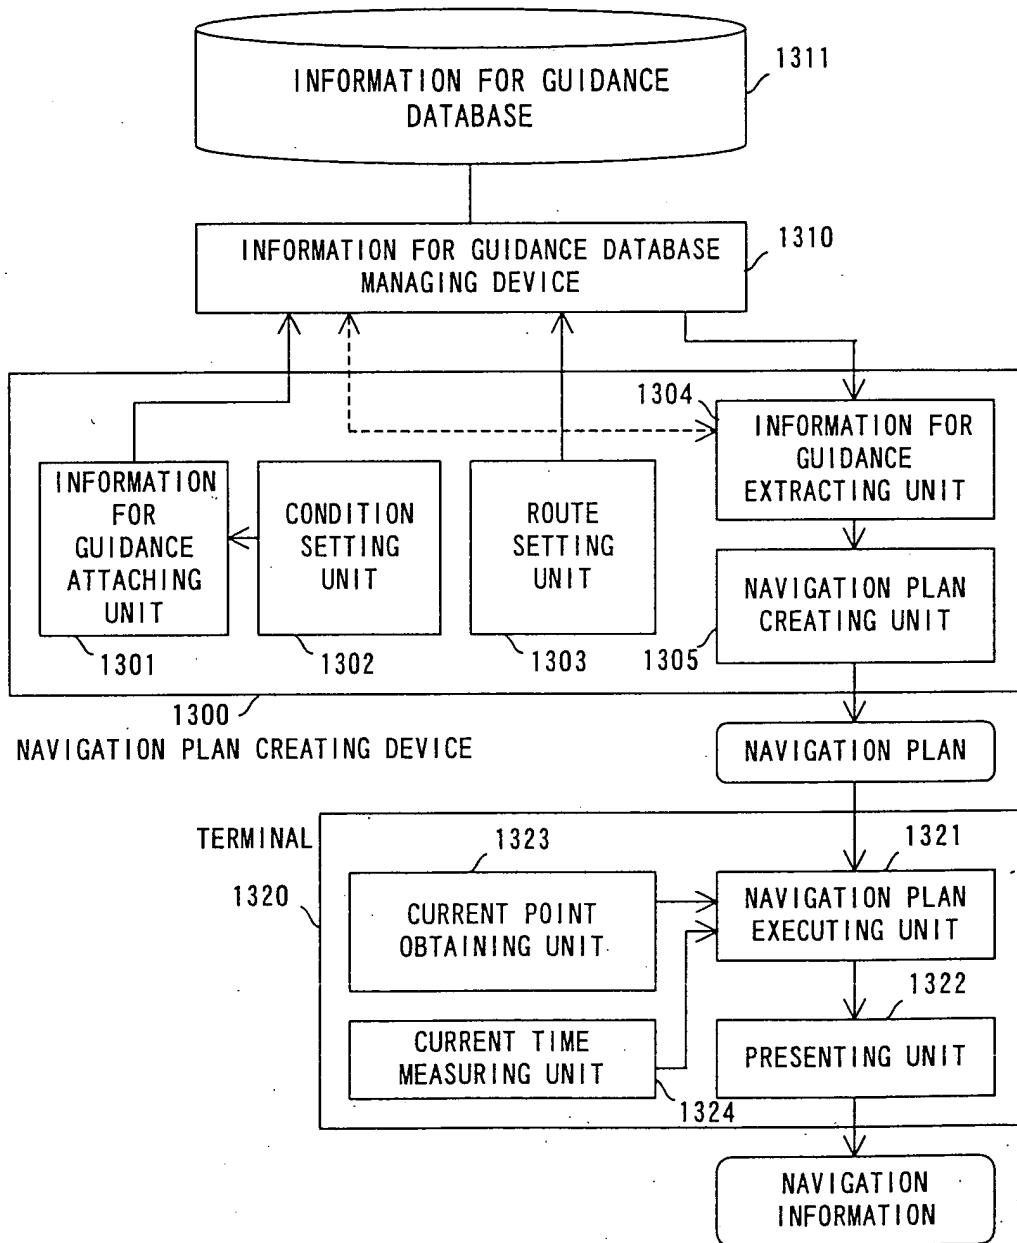 INFORMATION FOR GUIDANCE
DATABASE
1311
INFORMATION FOR GUIDANCE DATABASE
MANAGING DEVICE
1310
1304
INFORMATION FOR
GUIDANCE
EXTRACTING UNIT
INFORMATION
FOR
GUIDANCE
ATTACHING
UNIT
1301
CONDITION
SETTING
UNIT
1302
ROUTE
SETTING
UNIT
1303
NAVIGATION PLAN
CREATING UNIT
1305
1300
NAVIGATION PLAN CREATING DEVICE
NAVIGATION PLAN
TERMINAL
1320
1323
CURRENT POINT
OBTAINING UNIT
1321
NAVIGATION PLAN
EXECUTING UNIT
CURRENT TIME
MEASURING UNIT
1324
1322
PRESENTING UNIT
NAVIGATION
INFORMATION